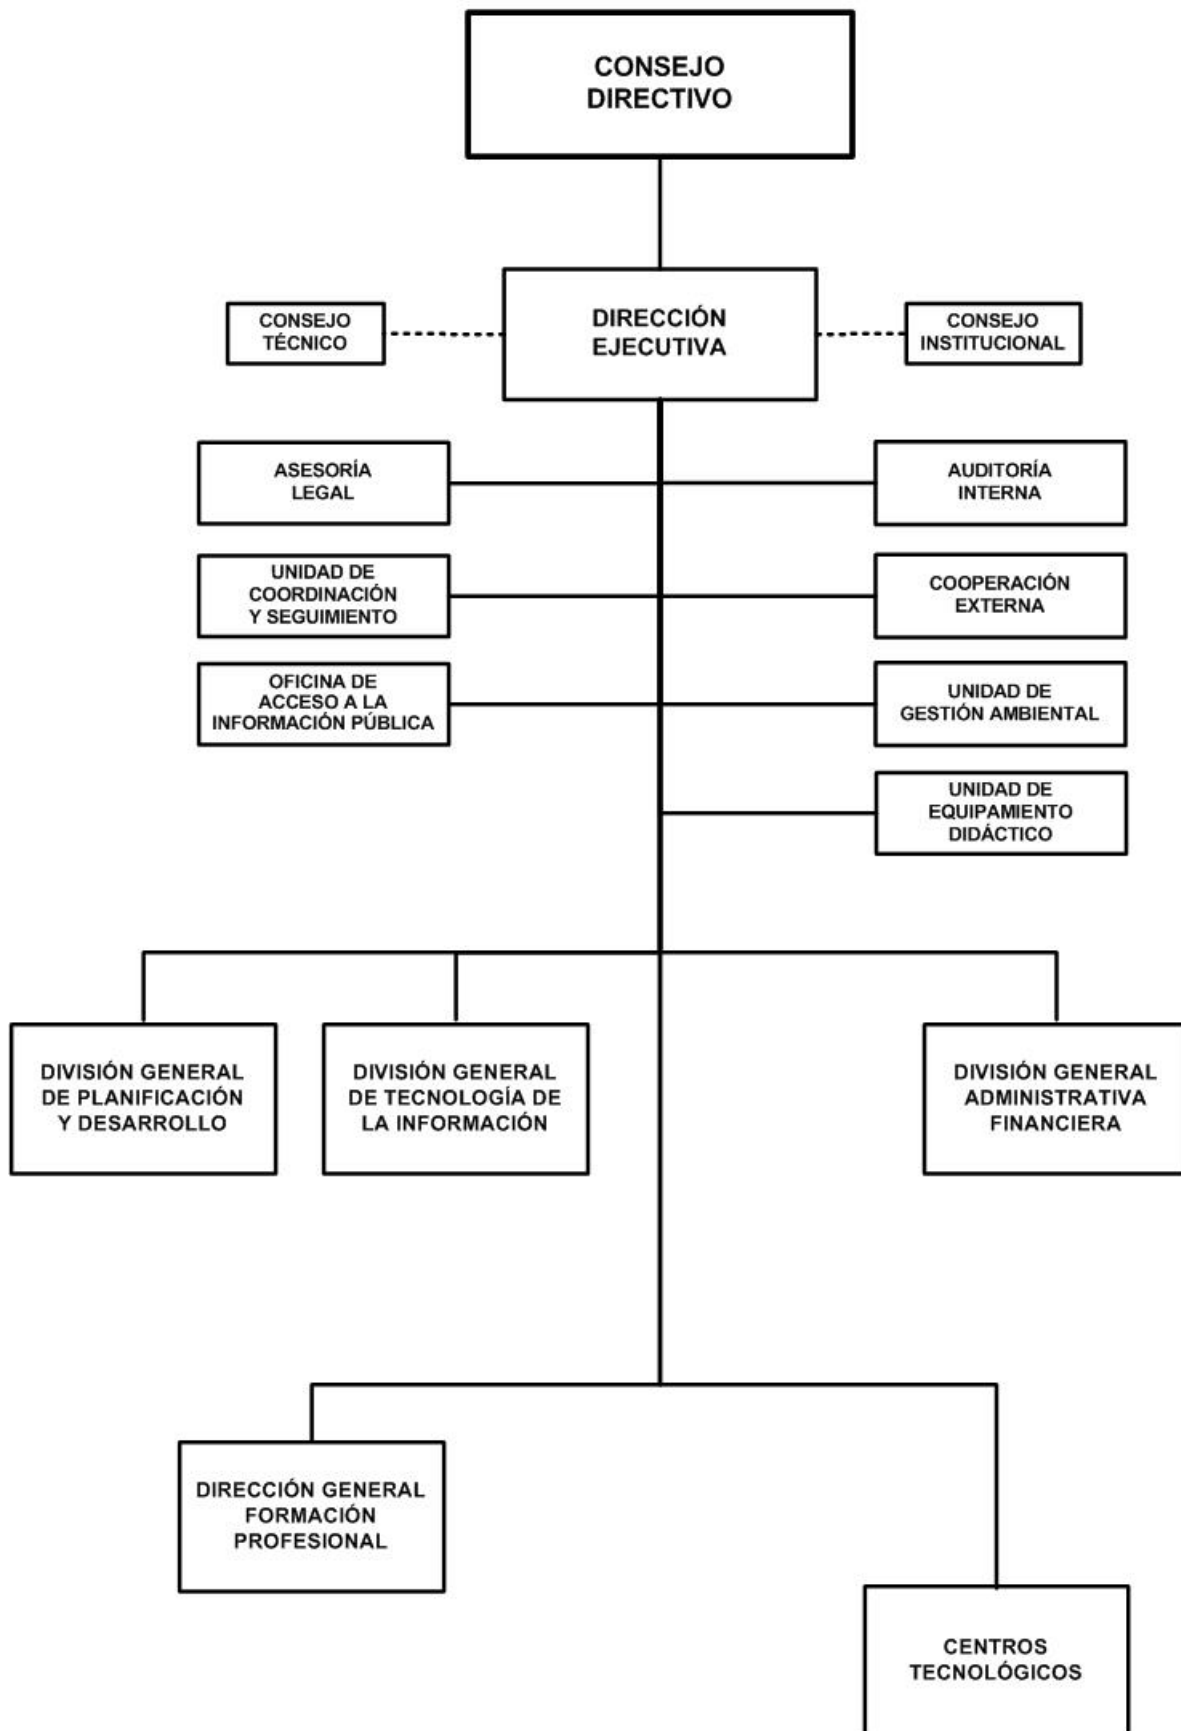 CONSEJO
DIRECTIVO
DIRECCIÓN
EJECUTIVA
CONSEJO
TÉCNICO
CONSEJO
INSTITUCIONAL
ASESORÍA
LEGAL
AUDITORÍA
INTERNA
UNIDAD DE
COORDINACIÓN
Y SEGUIMIENTO
COOPERACIÓN
EXTERNA
OFICINA DE
ACCESO A LA
INFORMACIÓN PÚBLICA
UNIDAD DE
GESTIÓN AMBIENTAL
UNIDAD DE
EQUIPAMIENTO
DIDÁCTICO
DIVISIÓN GENERAL
DE PLANIFICACIÓN
Y DESARROLLO
DIVISIÓN GENERAL
DE TECNOLOGÍA DE
LA INFORMACIÓN
DIVISIÓN GENERAL
ADMINISTRATIVA
FINANCIERA
DIRECCIÓN GENERAL
FORMACIÓN
PROFESIONAL
CENTROS
TECNOLÓGICOS